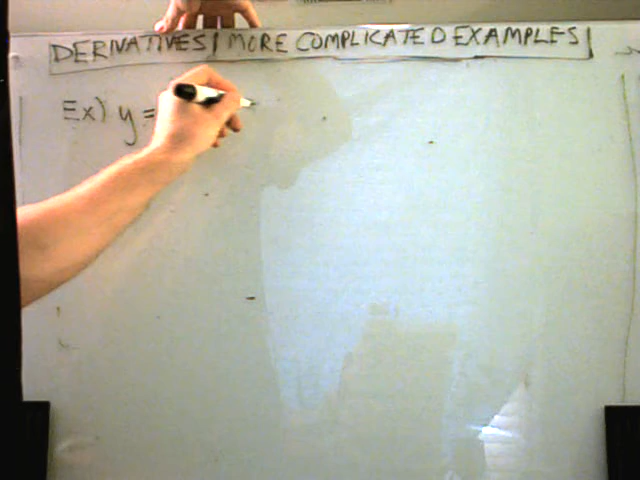 DERIVATIVES | MORE COMPLICATED EXAMPLES
Ex) y =